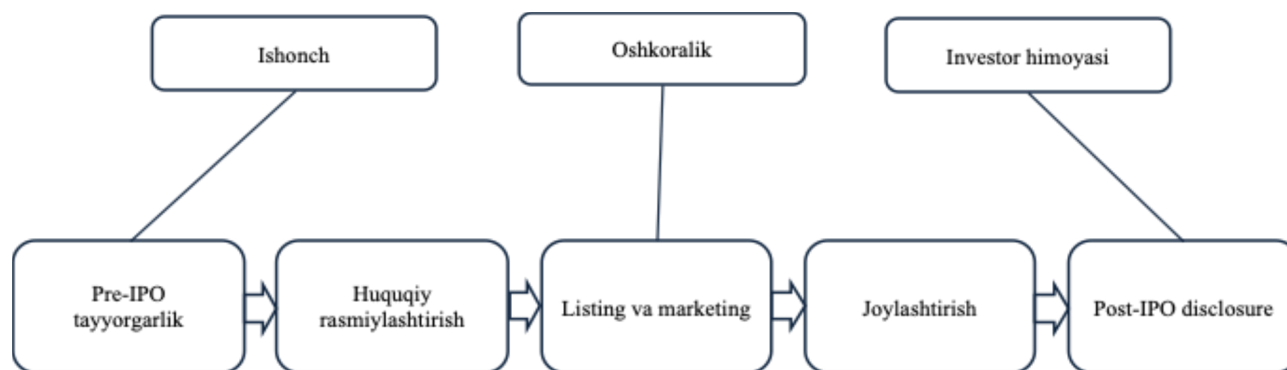 Ishonch
Oshkoralik
Investor himoyasi
Pre-IPO
tayyorgarlik
Huquqiy
rasmiylashtirish
Listing va marketing
Joylashtirish
Post-IPO disclosure